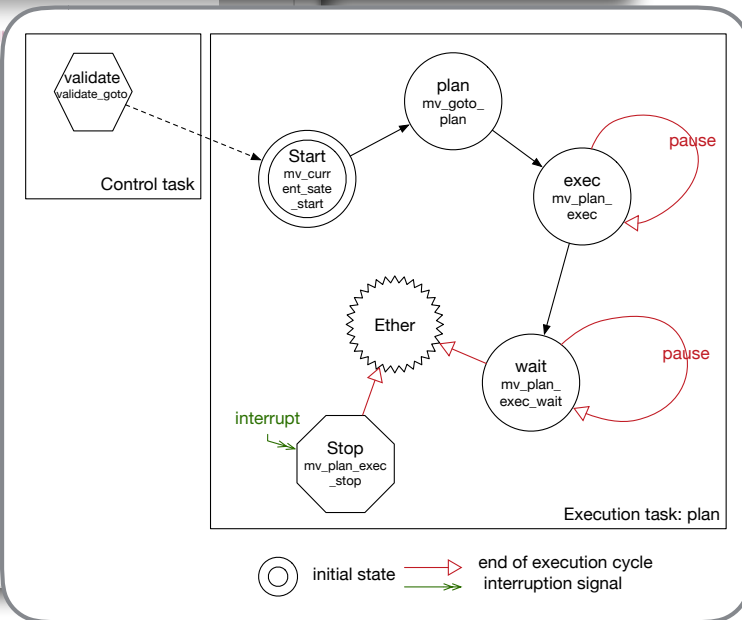 validate
validate_goto
Control task
plan
mv_goto_
plan
Start
mv_curr
ent_sate
_start
pause
exec
mv_plan_
exec
Ether
wait
mv_plan_
exec_wait
pause
interrupt
Stop
mv_plan_exec
_stop
Execution task: plan
initial state
end of execution cycle
interruption signal